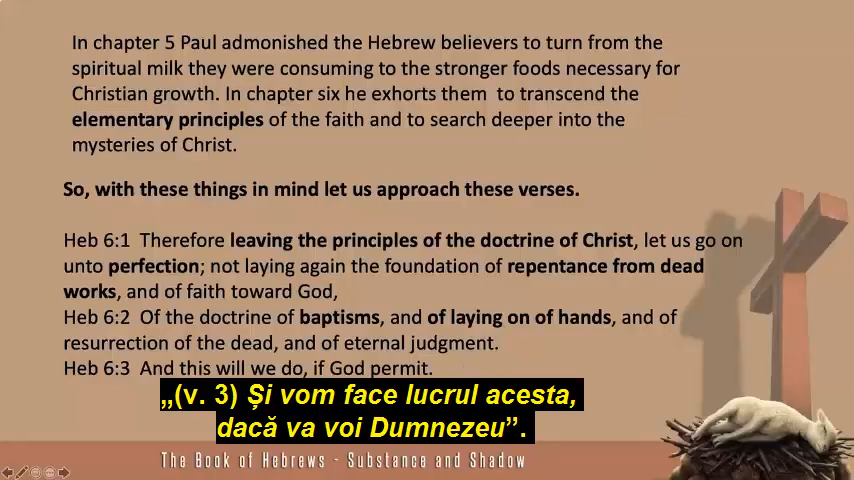 In chapter 5 Paul admonished the Hebrew believers to turn from the
spiritual milk they were consuming to the stronger foods necessary for
Christian growth. In chapter six he exhorts them to transcend the
elementary principles of the faith and to search deeper into the
mysteries of Christ.
So, with these things in mind let us approach these verses.
Heb 6:1 Therefore leaving the principles of the doctrine of Christ, let us go on
unto perfection; not laying again the foundation of repentance from dead
works, and of faith toward God,
Heb 6:2 Of the doctrine of baptisms, and of laying on of hands, and of
resurrection of the dead, and of eternal judgment.
Heb 6:3 And this will we do, if God permit.
„(v. 3) Și vom face lucrul acesta,
dacă va voi Dumnezeu”.
The Book of Hebrews - Substance and Shadow